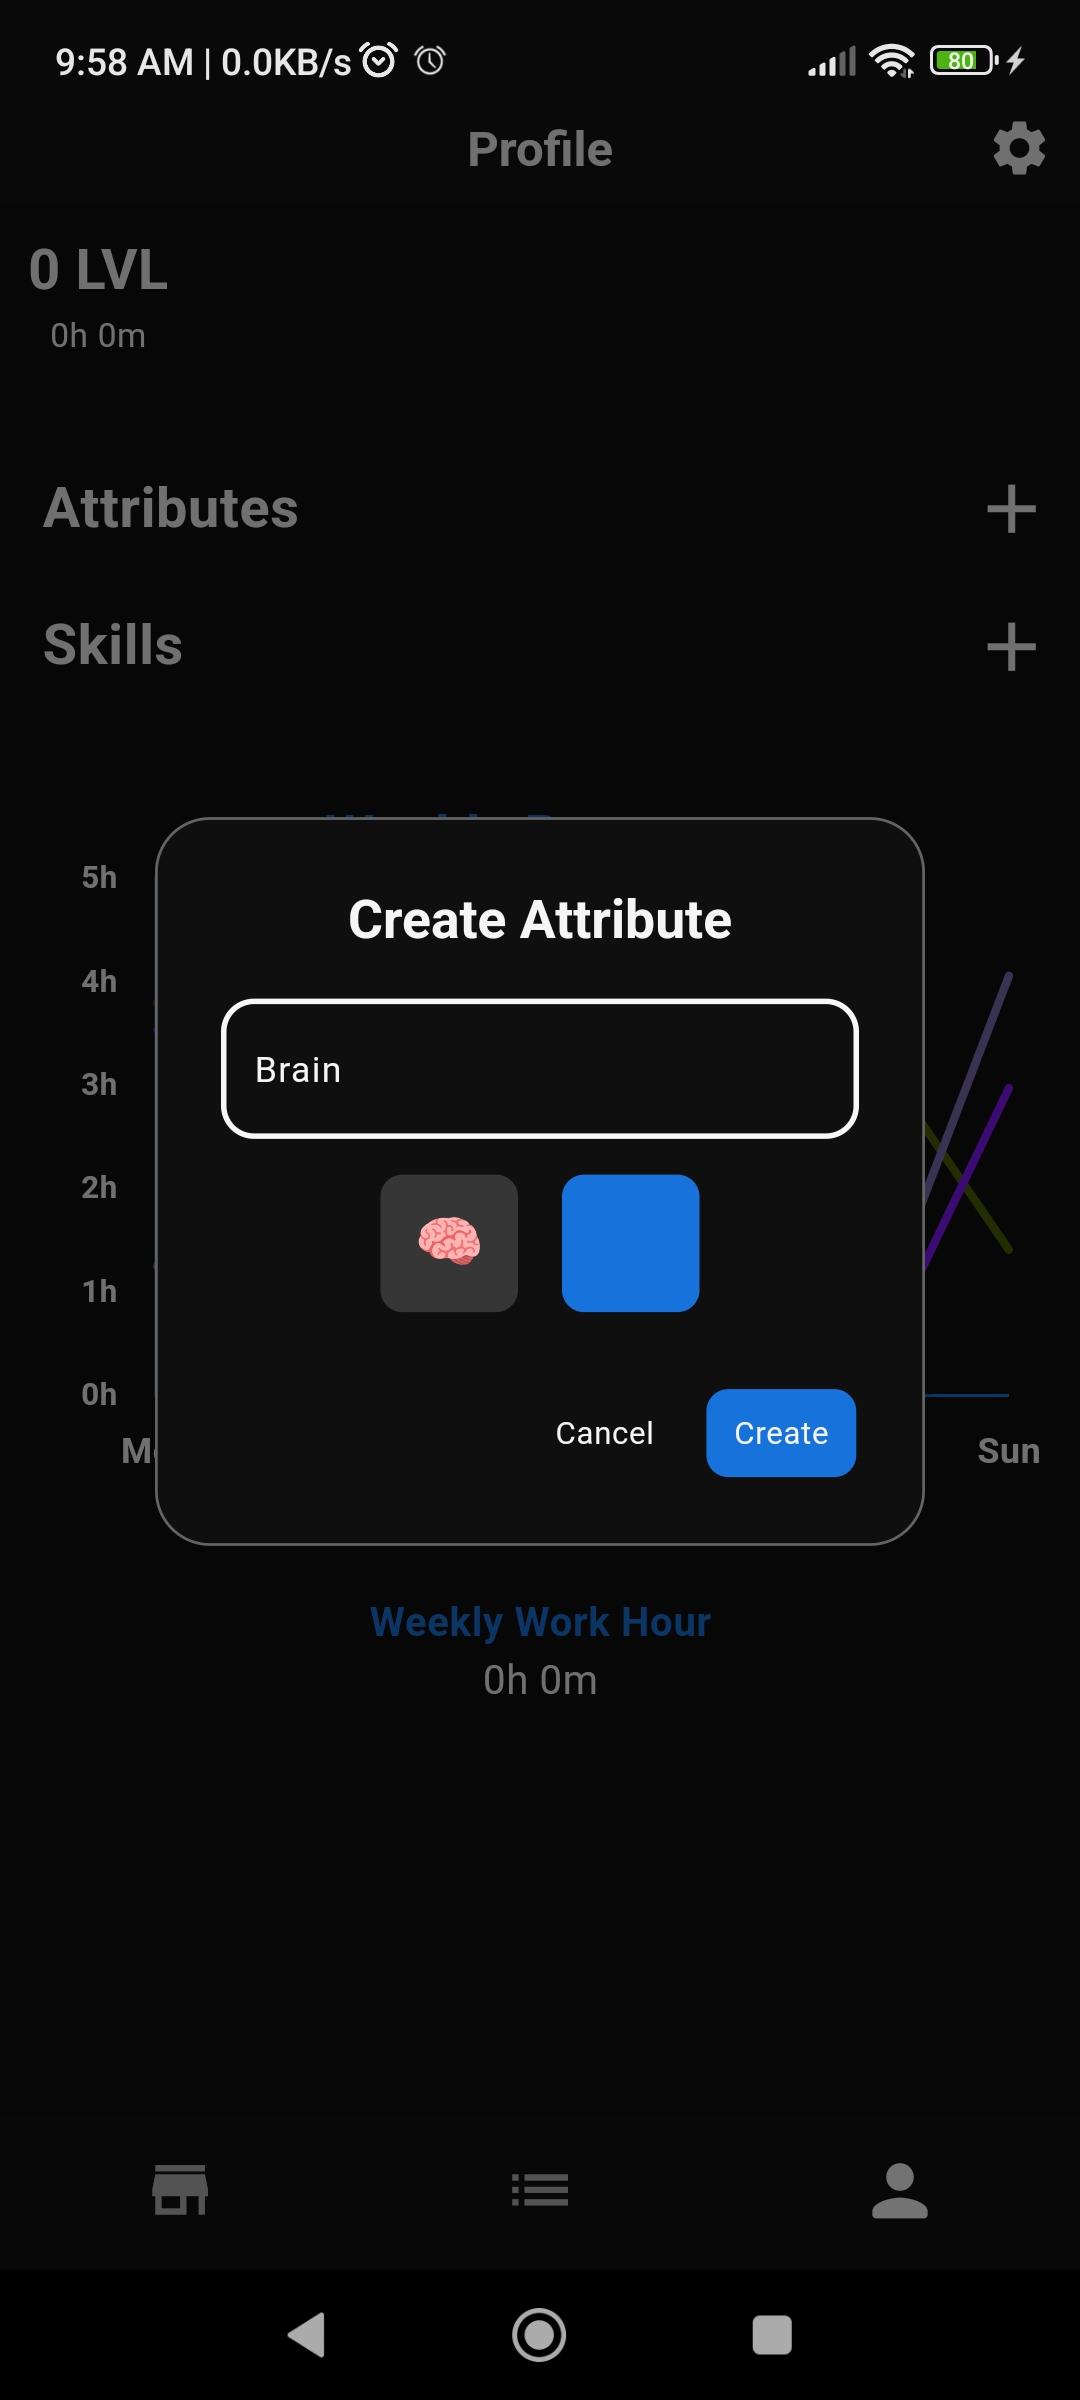 9:58 AM | 0.0KB/s
80
Profile
0 LVL
0h 0m
Attributes
Skills
5h
4h
3h
2h
1h
0h
Create Attribute
Brain
Cancel
Create
Sun
Weekly Work Hour
0h 0m